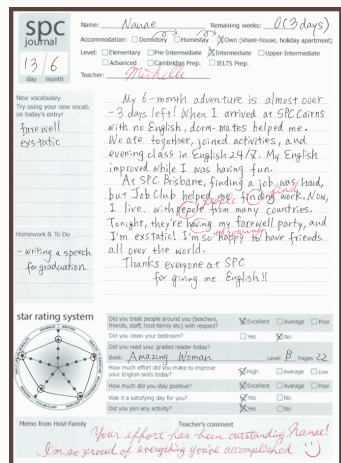 spc
journal
13/6
day month
Name: Nanae Remaining weeks: 0(3 days)
Accommodation: Dormitory Homestay Own (share-house, holiday apartment)
Level: Elementary Pre-Intermediate Intermediate Upper-Intermediate
Advanced Cambridge Prep. IELTS Prep.
Teacher: Michelle
New vocabulary
Try using your new vocab. on today's entry!
farewell
exstatic
My 6-month adventure is almost over
-3 days left! When I arrived at SPC Cairns
with no English, dorm-mates helped me.
We ate together, joined activities, and
evening class in English 24/7. My English
improved while I was having fun.
At SPC Brisbane, finding a job was hard,
but Job Club helped me finding work. Now,
find
people
I live with pepole from many countries.
Tonight, they're having my farewell party, and
I'm exstatic! I'm so happy to have friends
all over the world.
Thanks everyone at SPC
for giving me English!!
Homework & To Do
- writing a speech
for graduation
star rating system
Did you treat people around you (teachers, friends, staff, host-family etc) with respect? Excellent Average Poor
Did you clean your bedroom? Yes No
Did you read your graded reader today?
Book: Amazing Woman Level: B Pages: 22
How much effort did you make to improve your English skills today? High Average Low
How much did you stay positive? Excellent Average Poor
Was it a satisfying day for you? Yes No
Did you join any activity? Yes No
Memo from Host-Family Teacher's comment
Your effort has been outstanding, Nanae!
I'm so proud of everything you've accomplished